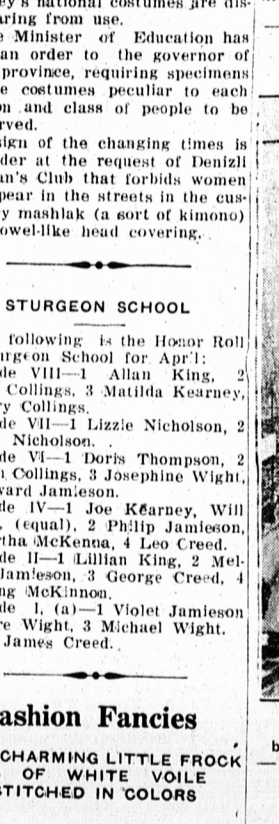 ey's national costumes are dis-
aring from use.
e Minister of Education has
an order to the governor of
province, requiring specimens
e costumes peculiar to each
n and class of people to be
rved.
sign of the changing times is
der at the request of Denizli
an's Club that forbids women
pear in the streets in the cus-
y mashlak (a sort of kimono)
owel-like head covering.
STURGEON SCHOOL
following is the Honor Roll
urgeon School for April:
de VIII—1 Allan King, 2
Collings, 3 Matilda Kearney,
y Collings.
de VII—1 Lizzie Nicholson, 2
Nicholson.
de VI—1 Doris Thompson, 2
Collings, 3 Josephine Wight,
vard Jamieson.
de IV—1 Joe Kearney, Will
(equal), 2 Philip Jamieson,
tha McKenna, 4 Leo Creed.
de II—1 Lillian King, 2 Mel-
Jamieson, 3 George Creed, 4
ng McKinnon.
de I, (a)—1 Violet Jamieson
re Wight, 3 Michael Wight.
James Creed.
ashion Fancies
CHARMING LITTLE FROCK
OF WHITE VOILE
STITCHED IN COLORS
b